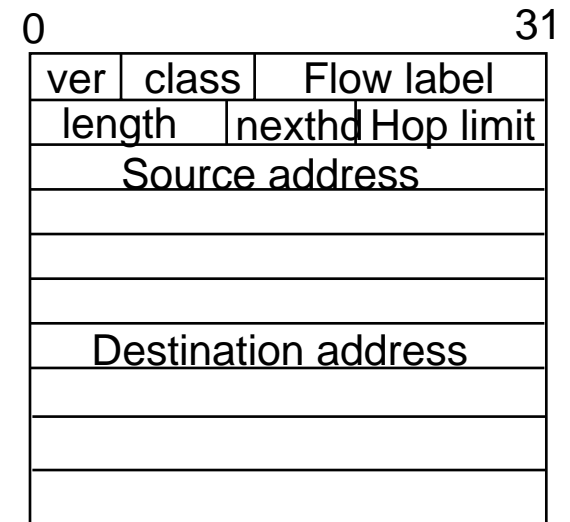 0 31
ver class Flow label
length nexthd Hop limit
Source address
Destination address